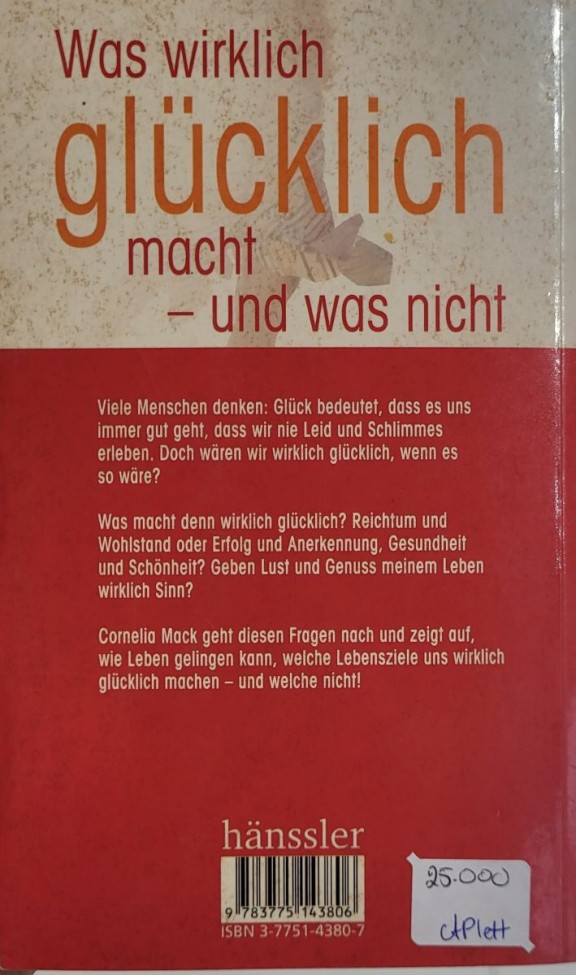 Was wirklich
glücklich
macht
– und was nicht
Viele Menschen denken: Glück bedeutet, dass es uns
immer gut geht, dass wir nie Leid und Schlimmes
erleben. Doch wären wir wirklich glücklich, wenn es
so wäre?
Was macht denn wirklich glücklich? Reichtum und
Wohlstand oder Erfolg und Anerkennung, Gesundheit
und Schönheit? Geben Lust und Genuss meinem Leben
wirklich Sinn?
Cornelia Mack geht diesen Fragen nach und zeigt auf,
wie Leben gelingen kann, welche Lebensziele uns wirklich
glücklich machen – und welche nicht!
hänssler
9 783775 143806
ISBN 3-7751-4380-7
25.000